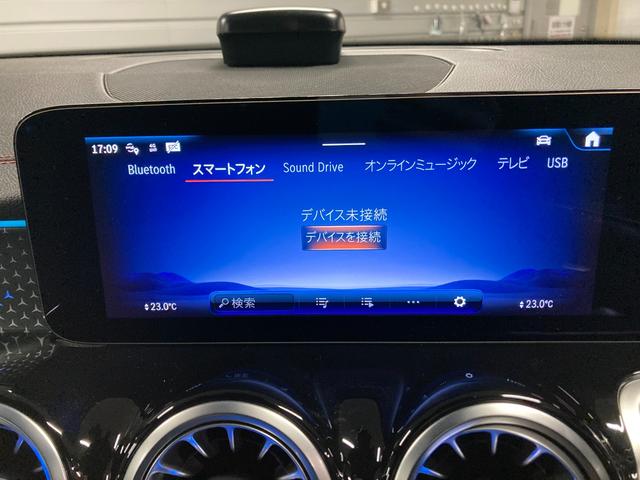 17:09 4G
Bluetooth スマートフォン Sound Drive オンラインミュージック テレビ USB
デバイス未接続
デバイスを接続
23.0℃ 検索 ... 23.0℃